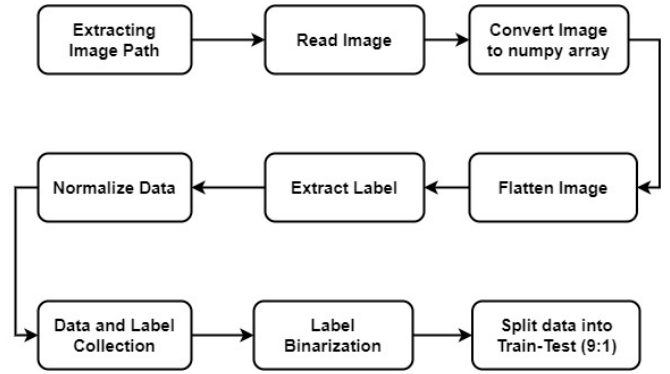 Extracting
Image Path
Read Image
Convert Image
to numpy array
Normalize Data
Extract Label
Flatten Image
Data and Label
Collection
Label
Binarization
Split data into
Train-Test (9:1)